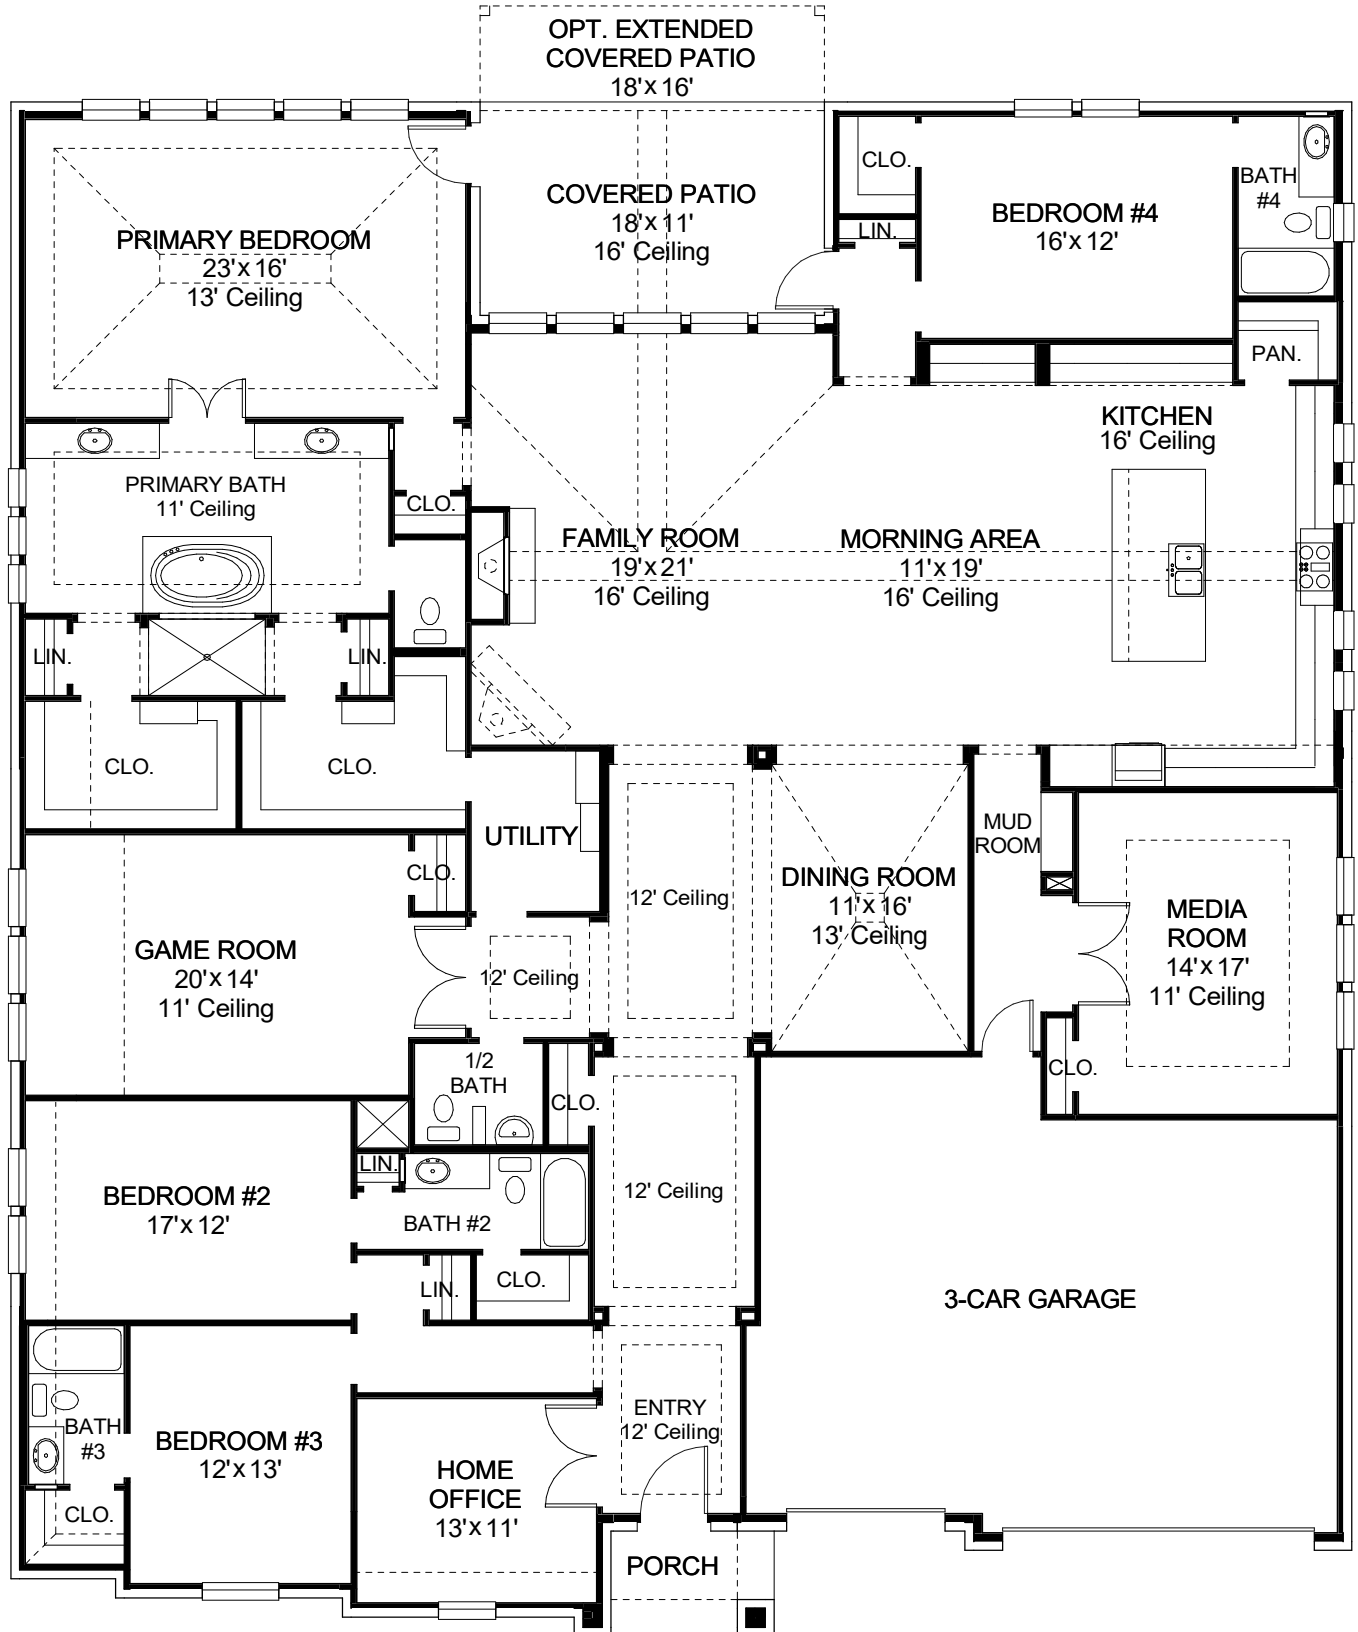 OPT. EXTENDED
COVERED PATIO
18'x 16'
COVERED PATIO
18'x 11'
16' Ceiling
PRIMARY BEDROOM
23'x 16'
13' Ceiling
CLO.
LIN.
BEDROOM #4
16'x 12'
BATH
#4
PAN.
KITCHEN
16' Ceiling
PRIMARY BATH
11' Ceiling
CLO.
FAMILY ROOM
19'x 21'
16' Ceiling
MORNING AREA
11'x 19'
16' Ceiling
LIN.
LIN.
CLO.
CLO.
UTILITY
MUD
ROOM
CLO.
12' Ceiling
DINING ROOM
11'x 16'
13' Ceiling
MEDIA
ROOM
14'x 17'
11' Ceiling
GAME ROOM
20'x 14'
11' Ceiling
12' Ceiling
1/2
BATH
CLO.
CLO.
LIN.
BEDROOM #2
17'x 12'
BATH #2
12' Ceiling
LIN.
CLO.
3-CAR GARAGE
ENTRY
12' Ceiling
BATH
#3
BEDROOM #3
12'x 13'
HOME
OFFICE
13'x 11'
CLO.
PORCH